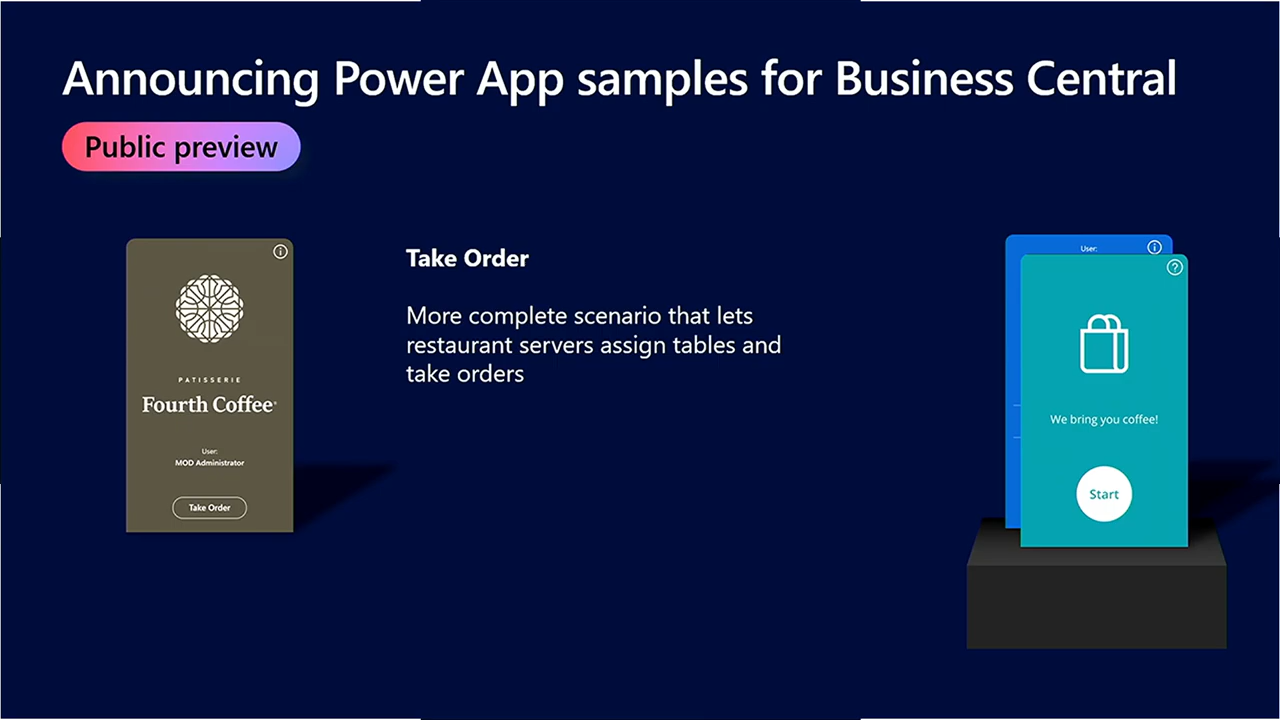 Announcing Power App samples for Business Central
Public preview
PATISSERIE
Fourth Coffee
User:
MOD Administrator
Take Order
Take Order
More complete scenario that lets
restaurant servers assign tables and
take orders
User:
We bring you coffee!
Start